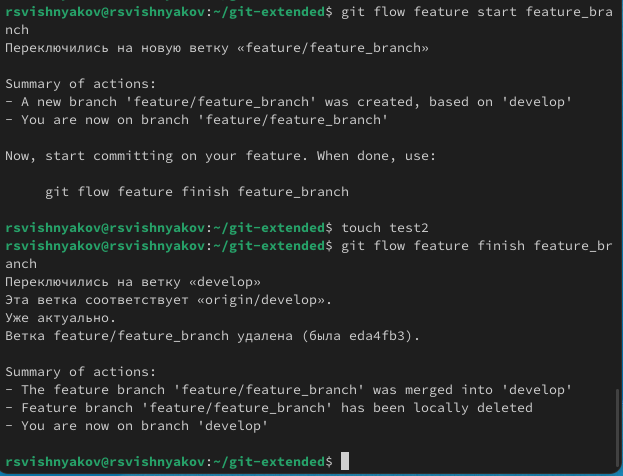 rsvishnyakov@rsvishnyakov:~/git-extended$ git flow feature start feature_bra
nch
Переключились на новую ветку «feature/feature_branch»

Summary of actions:
- A new branch 'feature/feature_branch' was created, based on 'develop'
- You are now on branch 'feature/feature_branch'

Now, start committing on your feature. When done, use:

     git flow feature finish feature_branch

rsvishnyakov@rsvishnyakov:~/git-extended$ touch test2
rsvishnyakov@rsvishnyakov:~/git-extended$ git flow feature finish feature_br
anch
Переключились на ветку «develop»
Эта ветка соответствует «origin/develop».
Уже актуально.
Ветка feature/feature_branch удалена (была eda4fb3).

Summary of actions:
- The feature branch 'feature/feature_branch' was merged into 'develop'
- Feature branch 'feature/feature_branch' has been locally deleted
- You are now on branch 'develop'

rsvishnyakov@rsvishnyakov:~/git-extended$